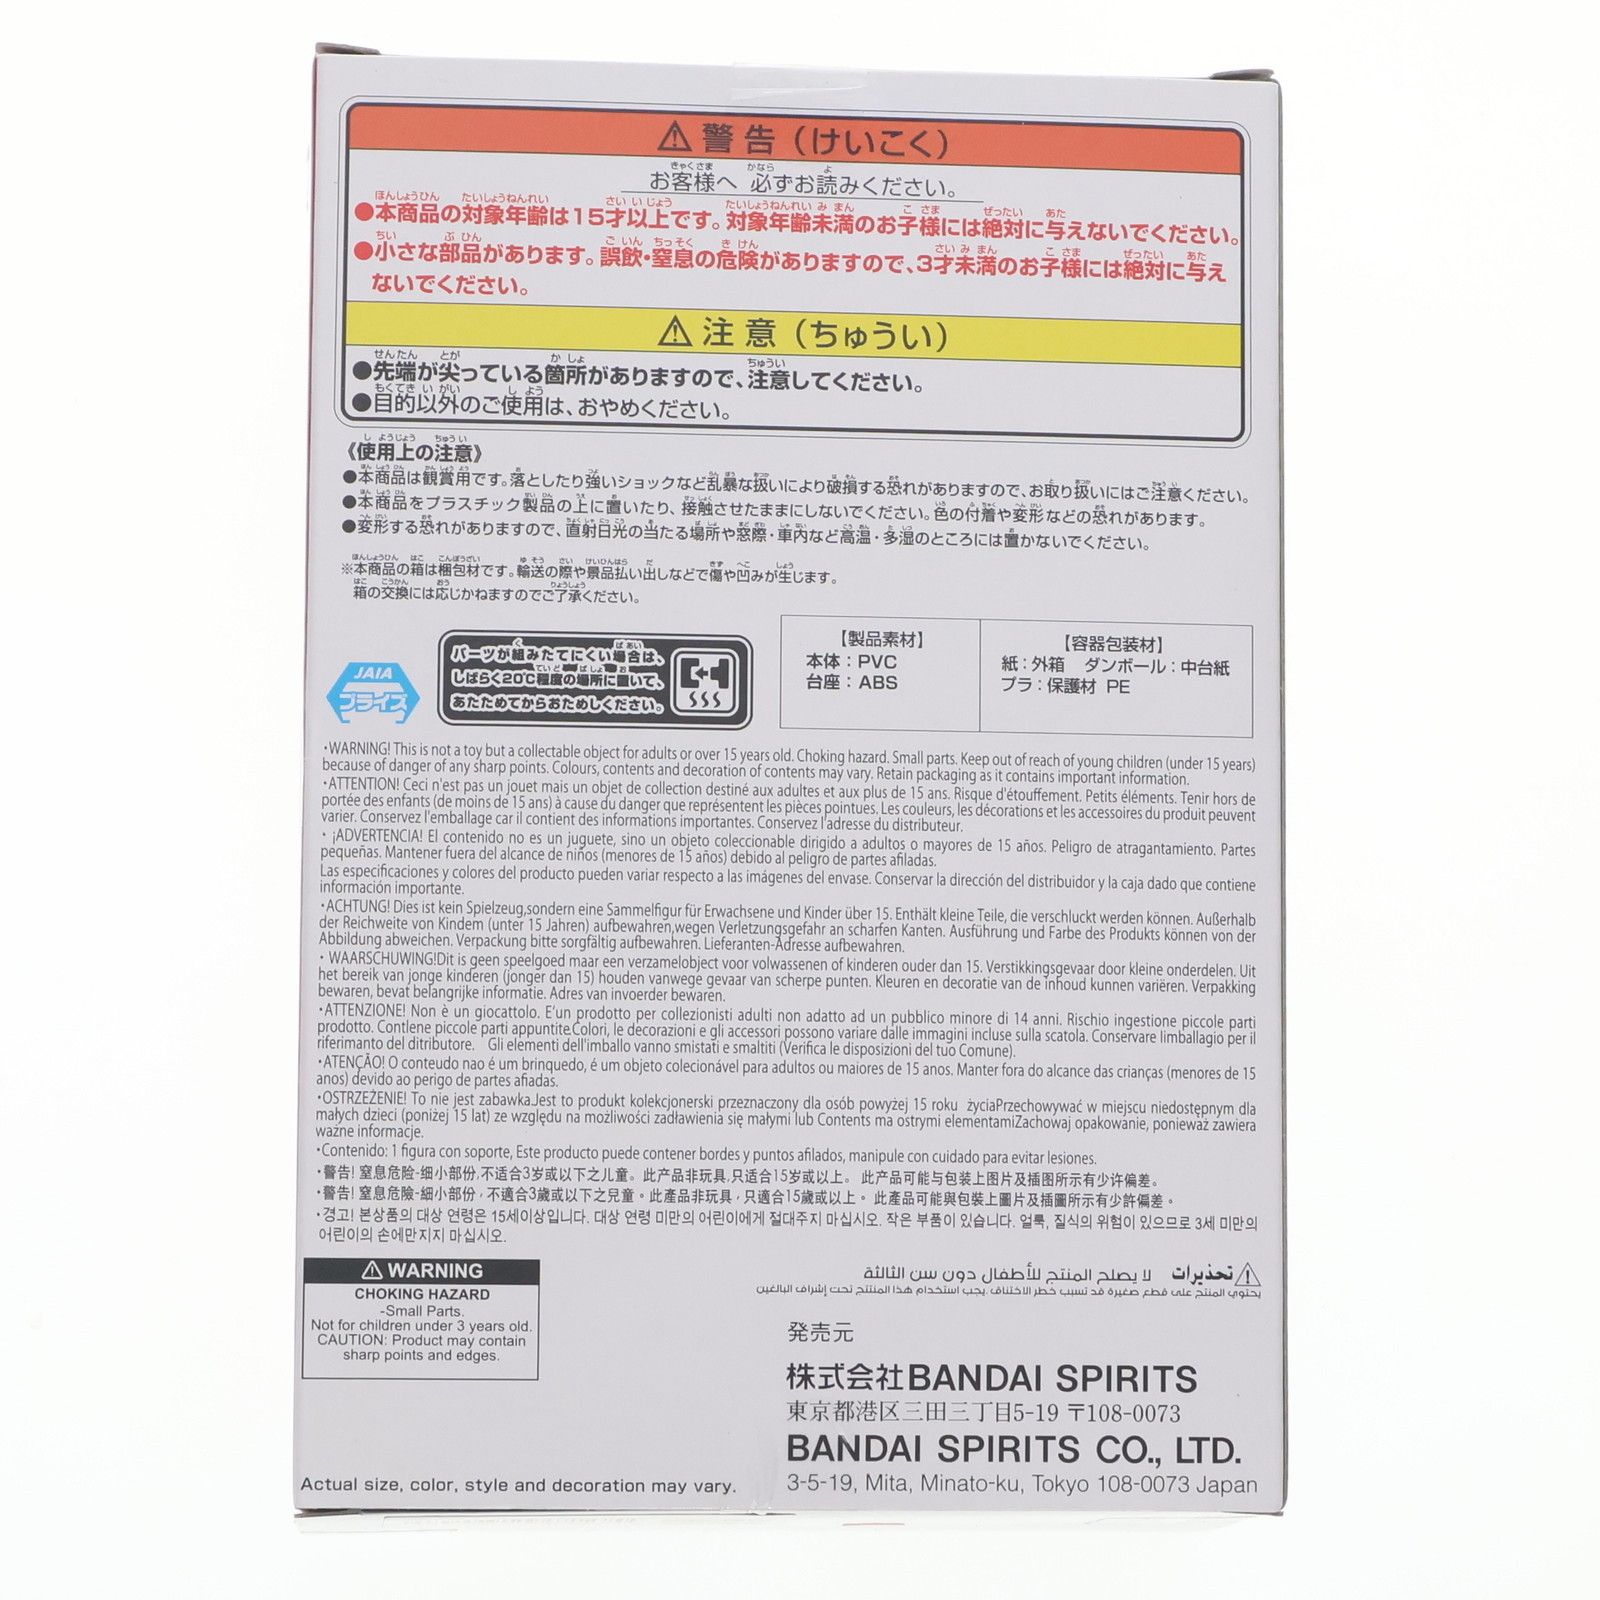 ⚠警告(けいこく)
お客様へ 必ずお読みください。
●本商品の対象年齢は15才以上です。対象年齢未満のお子様には絶対に与えないでください。
●小さな部品があります。誤飲・窒息の危険がありますので、3才未満のお子様には絶対に与え
ないでください。
⚠注意(ちゅうい)
●先端が尖っている箇所がありますので、注意してください。
●目的以外のご使用は、おやめください。
《使用上の注意》
●本商品は観賞用です。落としたり強いショックなど乱暴な扱いにより破損する恐れがありますので、お取り扱いにはご注意ください。
●本商品をプラスチック製品の上に置いたり、接触させたままにしないでください。色の付着や変形などの恐れがあります。
●変形する恐れがありますので、直射日光の当たる場所や窓際・車内など高温・多湿のところには置かないでください。
※本商品の箱は梱包材です。輸送の際や景品払い出しなどで傷や凹みが生じます。
箱の交換には応じかねますのでご了承ください。
JAIA
プライズ
パーツが組みたてにくい場合は、
しばらく20℃程度の場所に置いて、
あたためてからおためしください。
【製品素材】
本体:PVC
台座:ABS
【容器包装材】
紙:外箱 ダンボール:中台紙
プラ:保護材 PE
・WARNING! This is not a toy but a collectable object for adults or over 15 years old. Choking hazard. Small parts. Keep out of reach of young children (under 15 years)
because of danger of any sharp points. Colours, contents and decoration of contents may vary. Retain packaging as it contains important information.
・ATTENTION! Ceci n'est pas un jouet mais un objet de collection destiné aux adultes et aux plus de 15 ans. Risque d'étouffement. Petits éléments. Tenir hors de
portée des enfants (de moins de 15 ans) à cause du danger que représentent les pièces pointues. Les couleurs, les décorations et les accessoires du produit peuvent
varier. Conservez l'emballage car il contient des informations importantes. Conservez l'adresse du distributeur.
・¡ADVERTENCIA! El contenido no es un juguete, sino un objeto coleccionable dirigido a adultos o mayores de 15 años. Peligro de atragantamiento. Partes
pequeñas. Mantener fuera del alcance de niños (menores de 15 años) debido al peligro de partes afiladas.
Las especificaciones y colores del producto pueden variar respecto a las imágenes del envase. Conservar la dirección del distribuidor y la caja dado que contiene
información importante.
・ACHTUNG! Dies ist kein Spielzeug,sondern eine Sammelfigur für Erwachsene und Kinder über 15. Enthält kleine Teile, die verschluckt werden können. Außerhalb
der Reichweite von Kindem (unter 15 Jahren) aufbewahren,wegen Verletzungsgefahr an scharfen Kanten. Ausführung und Farbe des Produkts können von der
Abbildung abweichen. Verpackung bitte sorgfältig aufbewahren. Lieferanten-Adresse aufbewahren.
・WAARSCHUWING!Dit is geen speelgoed maar een verzamelobject voor volwassenen of kinderen ouder dan 15. Verstikkingsgevaar door kleine onderdelen. Uit
het bereik van jonge kinderen (jonger dan 15) houden vanwege gevaar van scherpe punten. Kleuren en decoratie van de inhoud kunnen variëren. Verpakking
bewaren, bevat belangrijke informatie. Adres van invoerder bewaren.
・ATTENZIONE! Non è un giocattolo. E'un prodotto per collezionisti adulti non adatto ad un pubblico minore di 14 anni. Rischio ingestione piccole parti
prodotto. Contlene piccole parti appuntite.Colori, le decorazioni e gli accessori possono variare dalle immagini incluse sulla scatola. Conservare limballagio per il
riferimanto del ditributore. Gli elementi dell'imballo vanno smistati e smaltiti (Verifica le disposizioni del tuo Comune).
・ATENÇÃO! O conteudo nao é um brinquedo, é um objeto colecionável para adultos ou maiores de 15 anos. Manter fora do alcance das crianças (menores de 15
anos) devido ao perigo de partes afiadas.
・OSTRZEŻENIE! To nie jest zabawka.Jest to produkt kolekcjonerski przeznaczony dla osób powyżej 15 roku życiaPrzechowywać w miejscu niedostępnym dla
małych dzieci (poniżej 15 lat) ze względu na możliwości zadławienia się małymi lub Contents ma ostrymi elementamiZachowaj opakowanie, ponieważ zawiera
ważne informacje.
・Contenido: 1 figura con soporte, Este producto puede contener bordes y puntos afilados, manipule con cuidado para evitar lesiones.
・警告! 窒息危险-细小部份,不适合3岁或以下之儿童。此产品非玩具,只适合15岁或以上。此产品可能与包装上图片及插图所示有少许偏差。
・警告! 窒息危險-細小部份,不適合3歲或以下之兒童。此產品非玩具,只適合15歲或以上。此產品可能與包裝上圖片及插圖所示有少許偏差。
・경고! 본상품의 대상 연령은 15세이상입니다. 대상 연령 미만의 어린이에게 절대주지 마십시오. 작은 부품이 있습니다. 얼룩, 질식의 위험이 있으므로 3세 미만의
어린이의 손에만지지 마십시오.
⚠ WARNING
CHOKING HAZARD
-Small Parts.
Not for children under 3 years old.
CAUTION: Product may contain
sharp points and edges.
⚠تحذيرات لا يصلح المنتج للأطفال دون سن الثالثة
يحتوي المنتج على قطع صغيرة قد تسبب خطر الاختناق. يجب استخدام هذا المنتج تحت إشراف البالغين
発売元
株式会社BANDAI SPIRITS
東京都港区三田三丁目5-19 〒108-0073
BANDAI SPIRITS CO., LTD.
3-5-19, Mita, Minato-ku, Tokyo 108-0073 Japan
Actual size, color, style and decoration may vary.